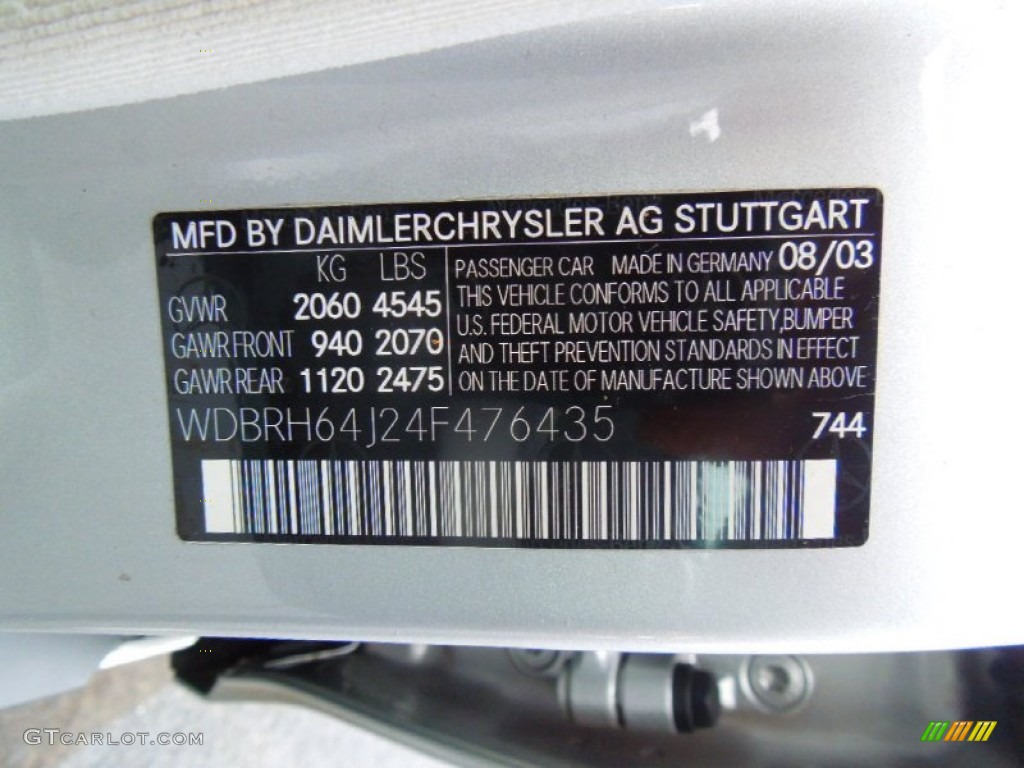 MFD BY DAIMLERCHRYSLER AG STUTTGART
KG LBS
GVWR 2060 4545
GAWR FRONT 940 2070
GAWR REAR 1120 2475
PASSENGER CAR MADE IN GERMANY 08/03
THIS VEHICLE CONFORMS TO ALL APPLICABLE
U.S. FEDERAL MOTOR VEHICLE SAFETY, BUMPER
AND THEFT PREVENTION STANDARDS IN EFFECT
ON THE DATE OF MANUFACTURE SHOWN ABOVE
WDBRH64J24F476435 744
GTCARLOT.COM